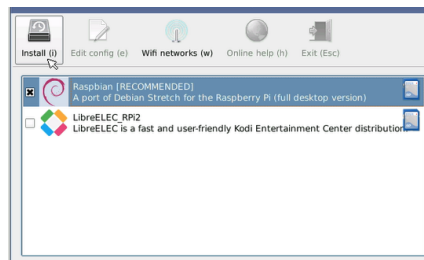 Install (i) Edit config (e) Wifi networks (w) Online help (h) Exit (Esc)
Raspbian [RECOMMENDED]
A port of Debian Stretch for the Raspberry Pi (full desktop version)
LibreELEC_RPi2
LibreELEC is a fast and user-friendly Kodi Entertainment Center distribution.